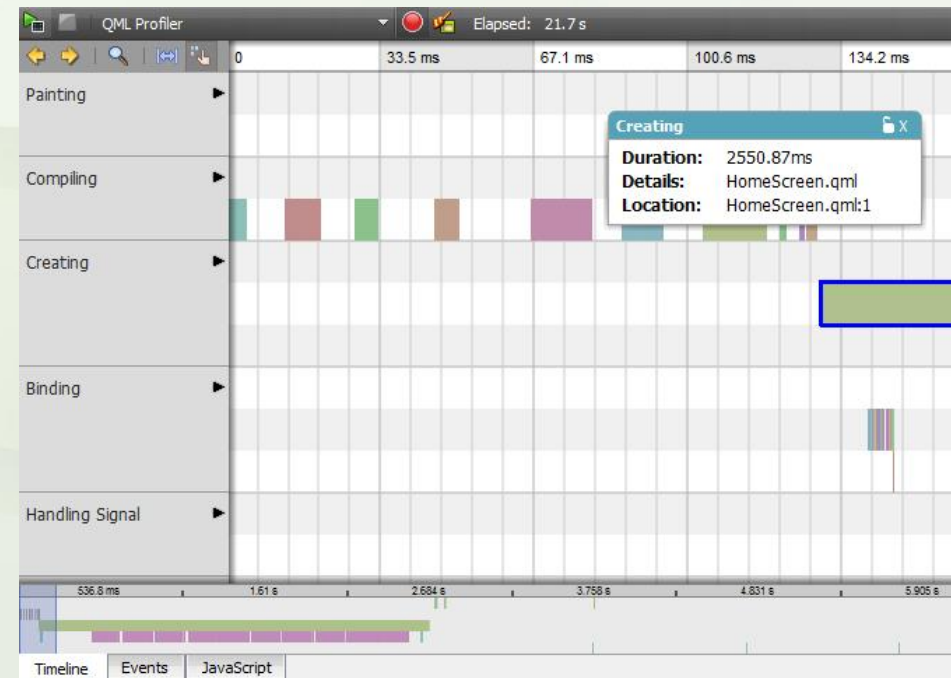 QML Profiler Elapsed: 21.7 s
0 33.5 ms 67.1 ms 100.6 ms 134.2 ms
Painting
Creating X
Duration: 2550.87ms
Details: HomeScreen.qml
Location: HomeScreen.qml:1
Compiling
Creating
Binding
Handling Signal
536.8 ms 1.61 s 2.684 s 3.758 s 4.831 s 5.905 s
Timeline Events JavaScript